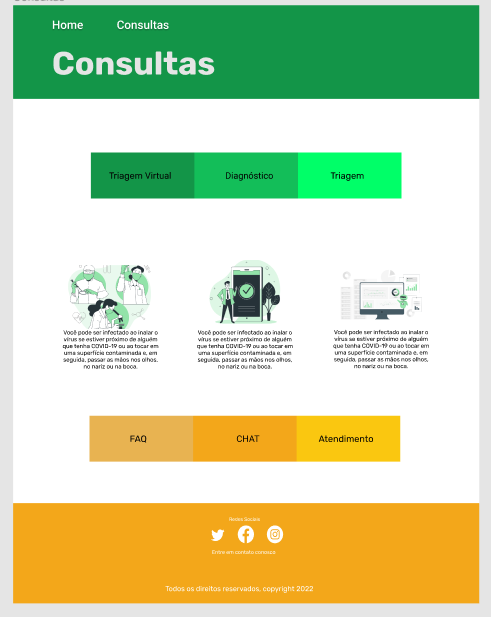 Home Consultas
Consultas
Triagem Virtual Diagnóstico Triagem
Você pode ser infectado ao inalar o
vírus se estiver próximo de alguém
que tenha COVID-19 ou ao tocar em
uma superfície contaminada e, em
seguida, passar as mãos nos olhos,
no nariz ou na boca.
Você pode ser infectado ao inalar o
vírus se estiver próximo de alguém
que tenha COVID-19 ou ao tocar em
uma superfície contaminada e, em
seguida, passar as mãos nos olhos,
no nariz ou na boca.
Você pode ser infectado ao inalar o
vírus se estiver próximo de alguém
que tenha COVID-19 ou ao tocar em
uma superfície contaminada e, em
seguida, passar as mãos nos olhos,
no nariz ou na boca.
FAQ CHAT Atendimento
Redes Sociais
Entre em contato conosco
Todos os direitos reservados, copyright 2022